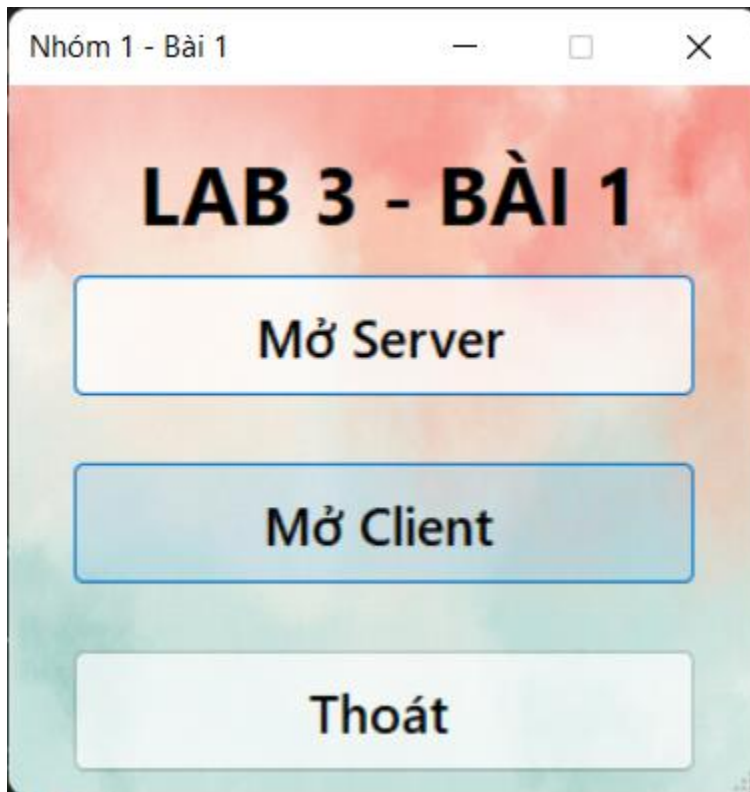 Nhóm 1 - Bài 1
LAB 3 - BÀI 1
Mở Server
Mở Client
Thoát